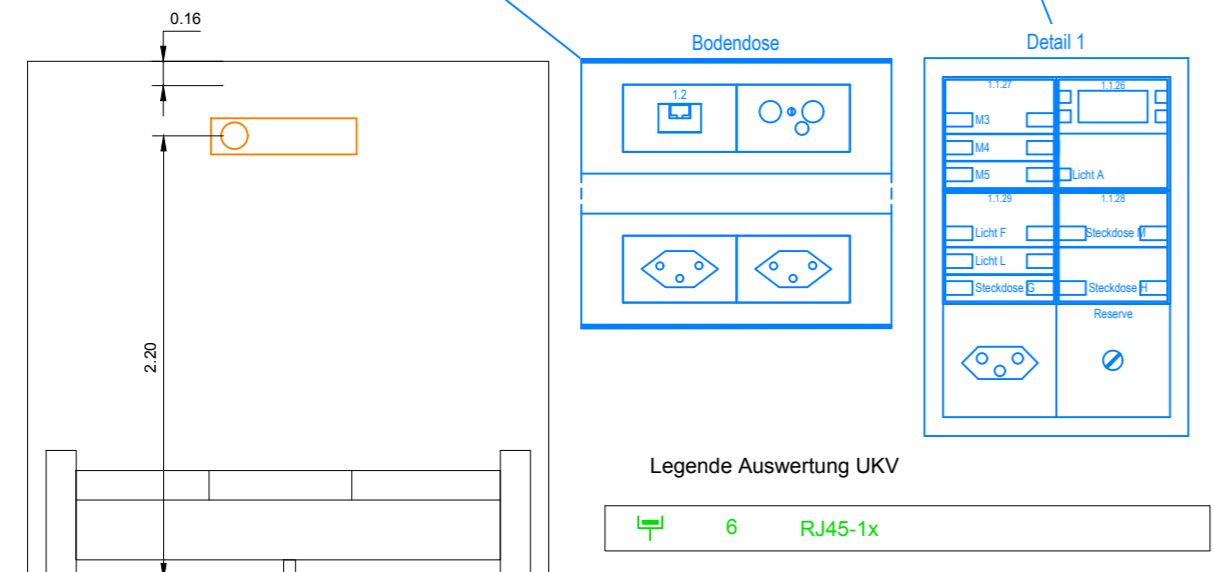 0.16
2.20
Bodendose
1.2
Detail 1
1.1.27
1.1.26
M3
M4
M5
Licht A
1.1.29
1.1.28
Licht F
Steckdose M
Licht L
Steckdose G
Steckdose H
Reserve
Legende Auswertung UKV
6 RJ45-1x